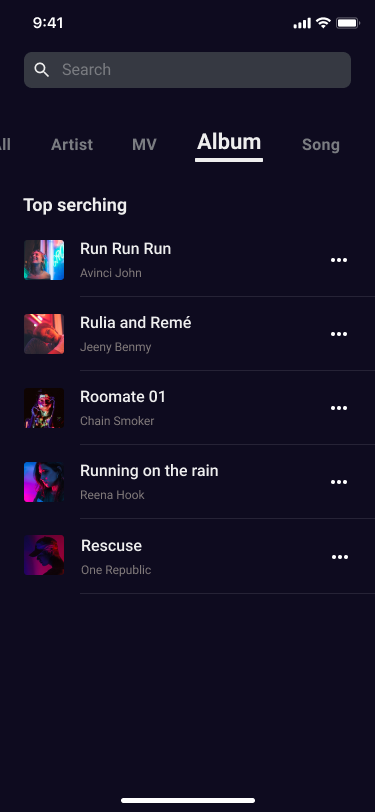 9:41
Search
ll Artist MV Album Song
Top serching
Run Run Run
Avinci John
Rulia and Remé
Jeeny Benmy
Roomate 01
Chain Smoker
Running on the rain
Reena Hook
Rescuse
One Republic